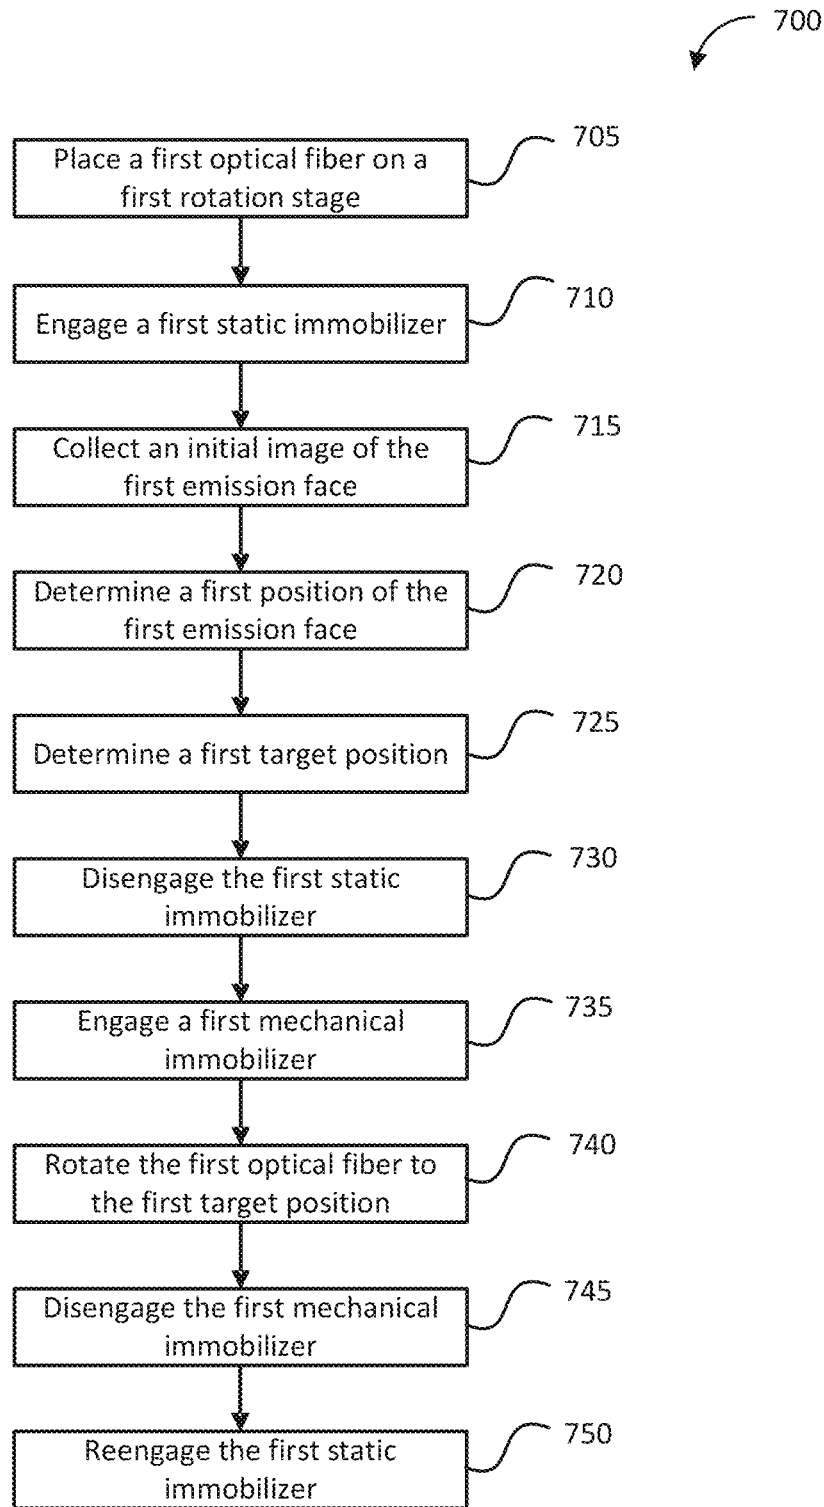 700
Place a first optical fiber on a
first rotation stage
705
Engage a first static immobilizer
710
Collect an initial image of the
first emission face
715
Determine a first position of the
first emission face
720
Determine a first target position
725
Disengage the first static
immobilizer
730
Engage a first mechanical
immobilizer
735
Rotate the first optical fiber to
the first target position
740
Disengage the first mechanical
immobilizer
745
Reengage the first static
immobilizer
750